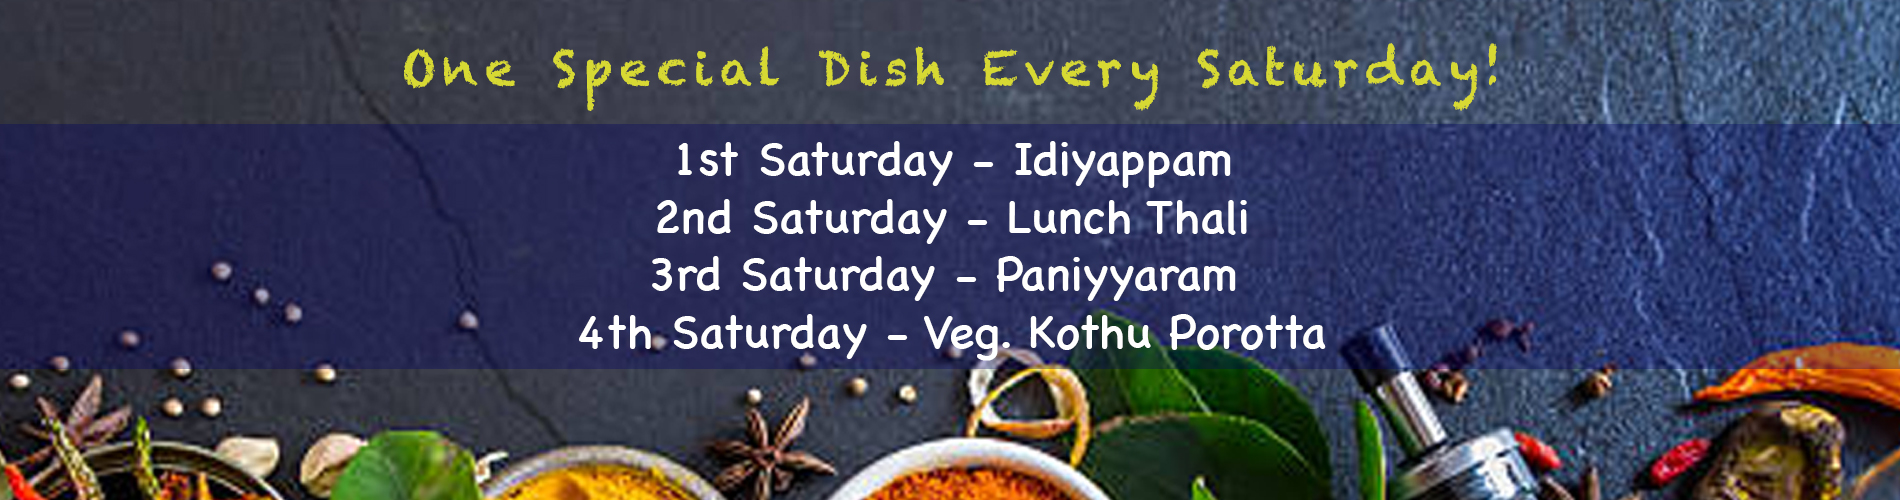 One Special Dish Every Saturday!
1st Saturday – Idiyappam
2nd Saturday – Lunch Thali
3rd Saturday – Paniyyaram
4th Saturday – Veg. Kothu Porotta